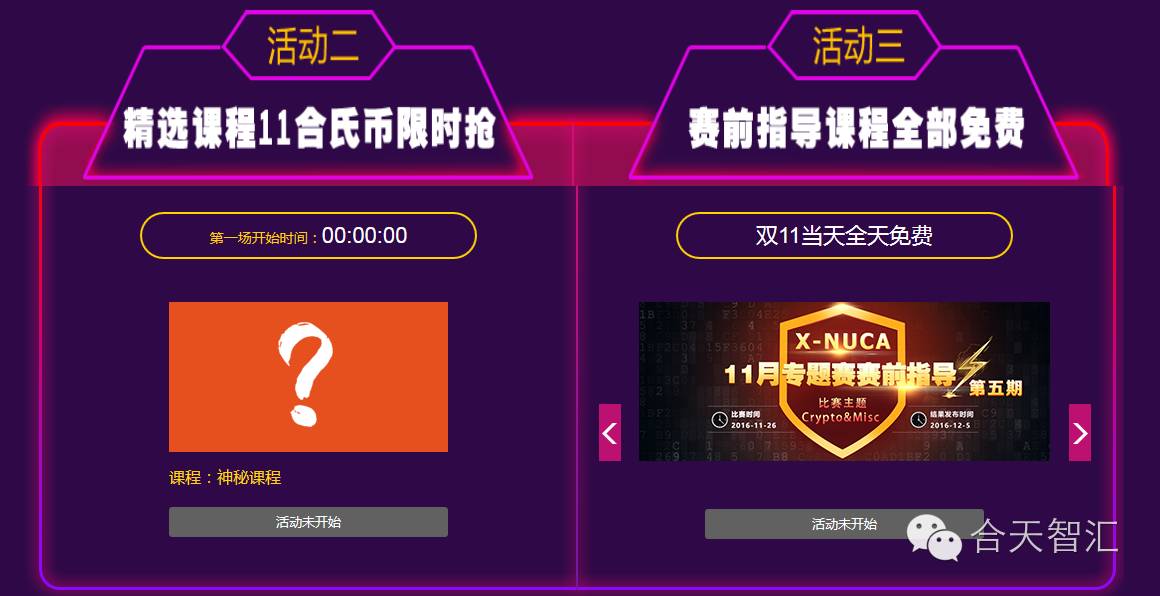 活动二
精选课程11合氏币限时抢
第一场开始时间：00:00:00
?
课程：神秘课程
活动未开始
活动三
赛前指导课程全部免费
双11当天全天免费
X-NUCA
11月专题赛赛前指导
第五期
比赛主题
Crypto&Misc
比赛时间
2016-11-26
结果发布时间
2016-12-5
活动未开始
合天智汇